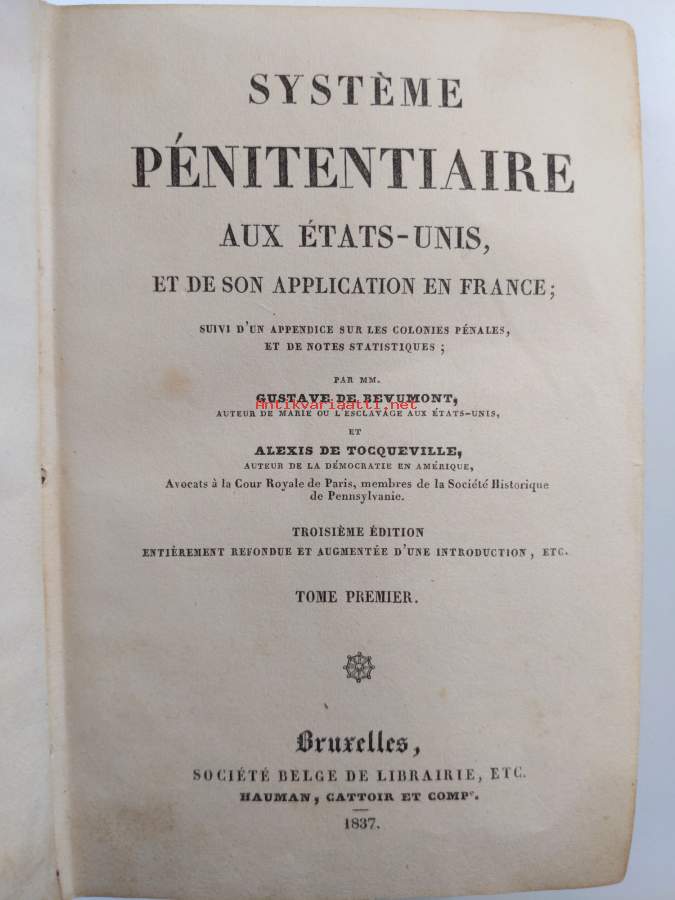 SYSTÈME
PÉNITENTIAIRE
AUX ÉTATS-UNIS,
ET DE SON APPLICATION EN FRANCE;
SUIVI D'UN APPENDICE SUR LES COLONIES PÉNALES,
ET DE NOTES STATISTIQUES;
PAR MM.
GUSTAVE DE BEVUMONT,
Antikvariaatti.net
AUTEUR DE MARIE OU L'ESCLAVAGE AUX ÉTATS-UNIS,
ET
ALEXIS DE TOCQUEVILLE,
AUTEUR DE LA DÉMOCRATIE EN AMÉRIQUE,
Avocats à la Cour Royale de Paris, membres de la Société Historique
de Pennsylvanie.
TROISIÈME ÉDITION
ENTIÈREMENT REFONDUE ET AUGMENTÉE D'UNE INTRODUCTION, ETC.
TOME PREMIER.
Bruxelles,
SOCIÉTÉ BELGE DE LIBRAIRIE, ETC.
HAUMAN, CATTOIR ET COMPe.
1837.